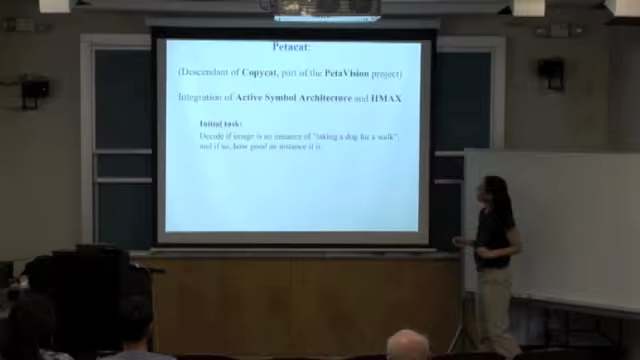 Petacat:
(Descendant of Copycat, part of the PetaVision project)
Integration of Active Symbol Architecture and HMAX
Initial task:
Decide if image is an instance of "taking a dog for a walk",
and if so, how good an instance it is.